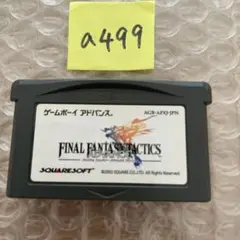 a499
ゲームボーイ アドバンス
AGB-AFXJ-JPN
FINAL FANTASY TACTICS
ADVANCE
SQUARESOFT
©2003 SQUARE CO.,LTD. All Rights Reserved.